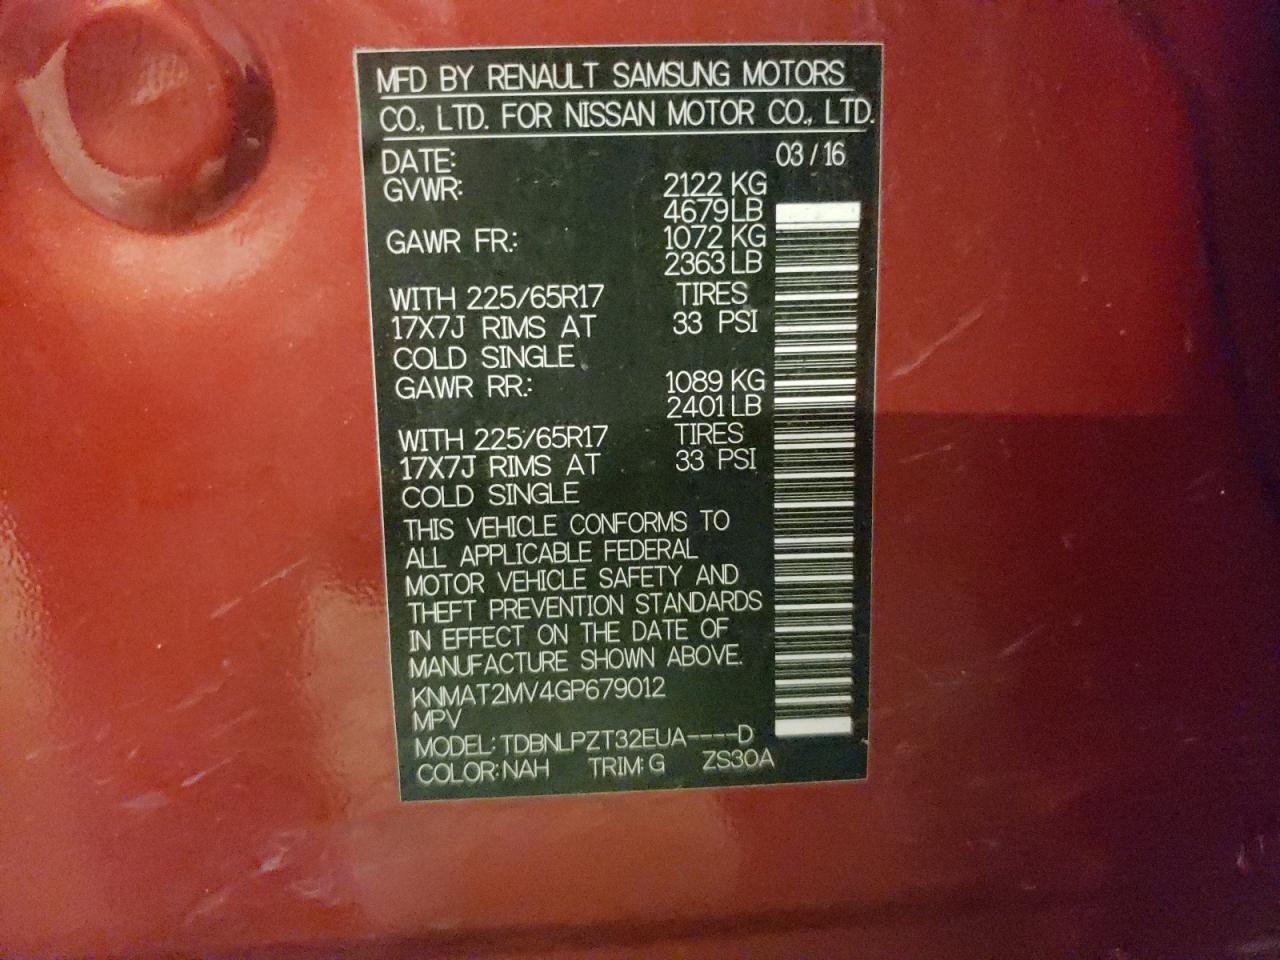 MFD BY RENAULT SAMSUNG MOTORS
CO., LTD. FOR NISSAN MOTOR CO., LTD.
DATE: 03 / 16
GVWR: 2122 KG
4679 LB
GAWR FR.: 1072 KG
2363 LB
WITH 225/65R17 TIRES
17X7J RIMS AT 33 PSI
COLD SINGLE
GAWR RR.: 1089 KG
2401 LB
WITH 225/65R17 TIRES
17X7J RIMS AT 33 PSI
COLD SINGLE
THIS VEHICLE CONFORMS TO
ALL APPLICABLE FEDERAL
MOTOR VEHICLE SAFETY AND
THEFT PREVENTION STANDARDS
IN EFFECT ON THE DATE OF
MANUFACTURE SHOWN ABOVE.
KNMAT2MV4GP679012
MPV
MODEL: TDBNLPZT32EUA----D
COLOR: NAH TRIM: G ZS30A